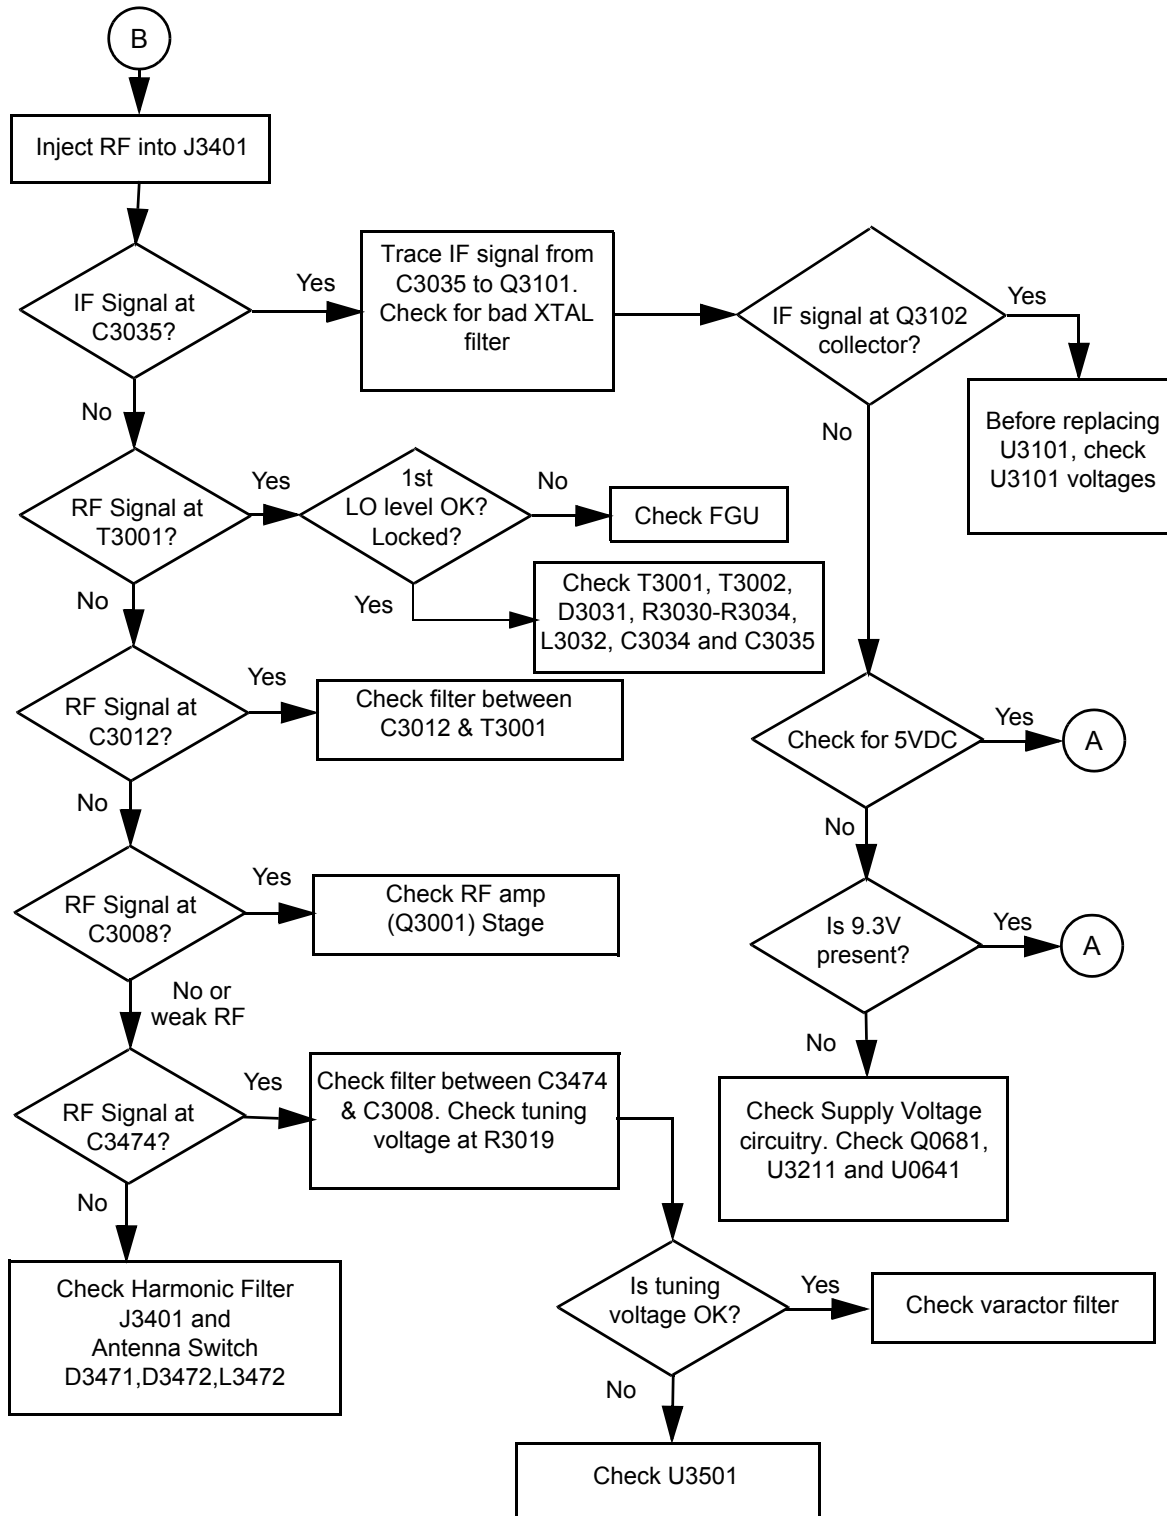 B
Inject RF into J3401
IF Signal at
C3035?
Yes
Trace IF signal from
C3035 to Q3101.
Check for bad XTAL
filter
IF signal at Q3102
collector?
Yes
Before replacing
U3101, check
U3101 voltages
No
No
RF Signal at
T3001?
Yes
1st
LO level OK?
Locked?
No
Check FGU
Yes
Check T3001, T3002,
D3031, R3030-R3034,
L3032, C3034 and C3035
No
RF Signal at
C3012?
Yes
Check filter between
C3012 & T3001
Check for 5VDC
Yes
A
No
No
RF Signal at
C3008?
Yes
Check RF amp
(Q3001) Stage
Is 9.3V
present?
Yes
A
No or
weak RF
No
RF Signal at
C3474?
Yes
Check filter between C3474
& C3008. Check tuning
voltage at R3019
Check Supply Voltage
circuitry. Check Q0681,
U3211 and U0641
No
Check Harmonic Filter
J3401 and
Antenna Switch
D3471,D3472,L3472
Is tuning
voltage OK?
Yes
Check varactor filter
No
Check U3501